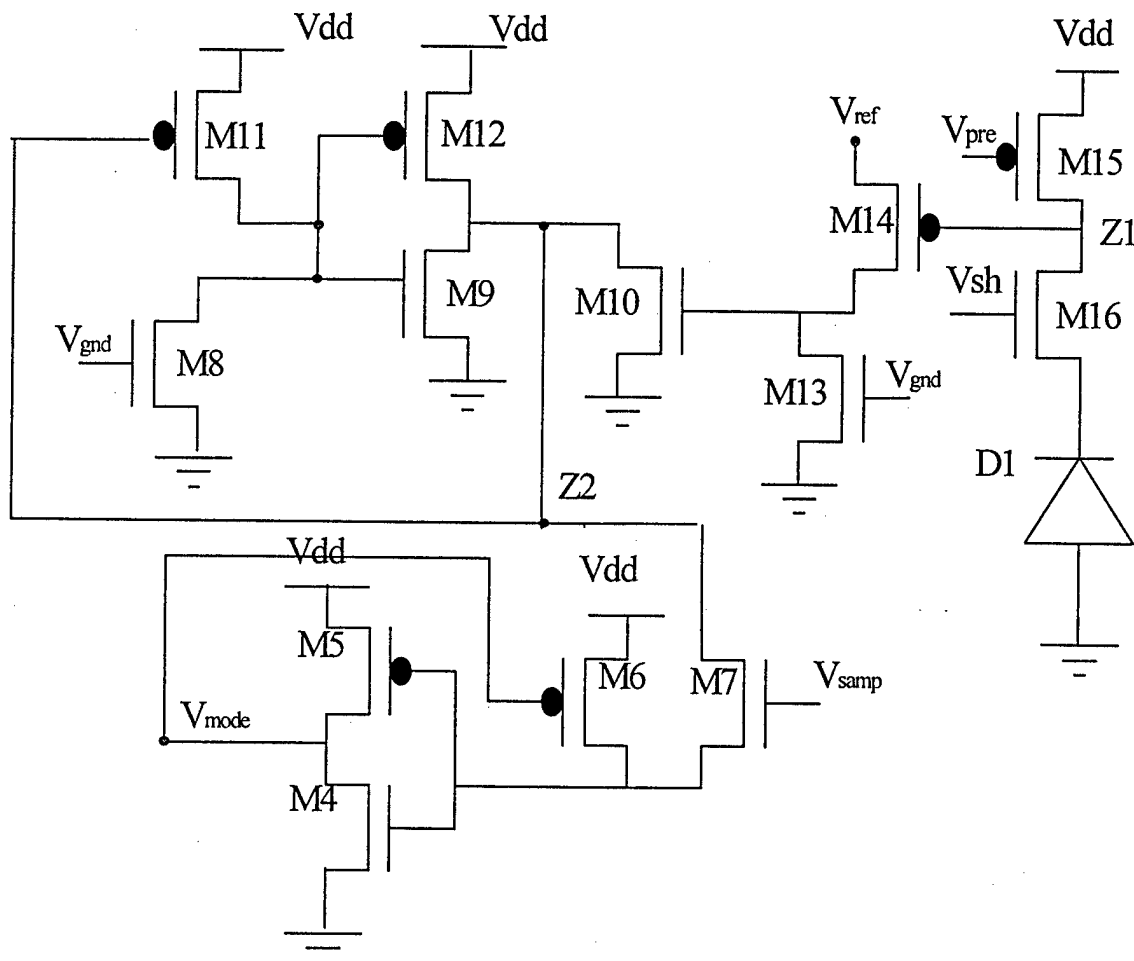 Vdd
Vdd
Vdd
M11
M12
Vref
Vpre
M15
M14
Z1
Vsh
M16
M9
M10
Vgnd
M8
M13
Vgnd
D1
Z2
Vdd
Vdd
M5
M6
M7
Vsamp
Vmode
M4